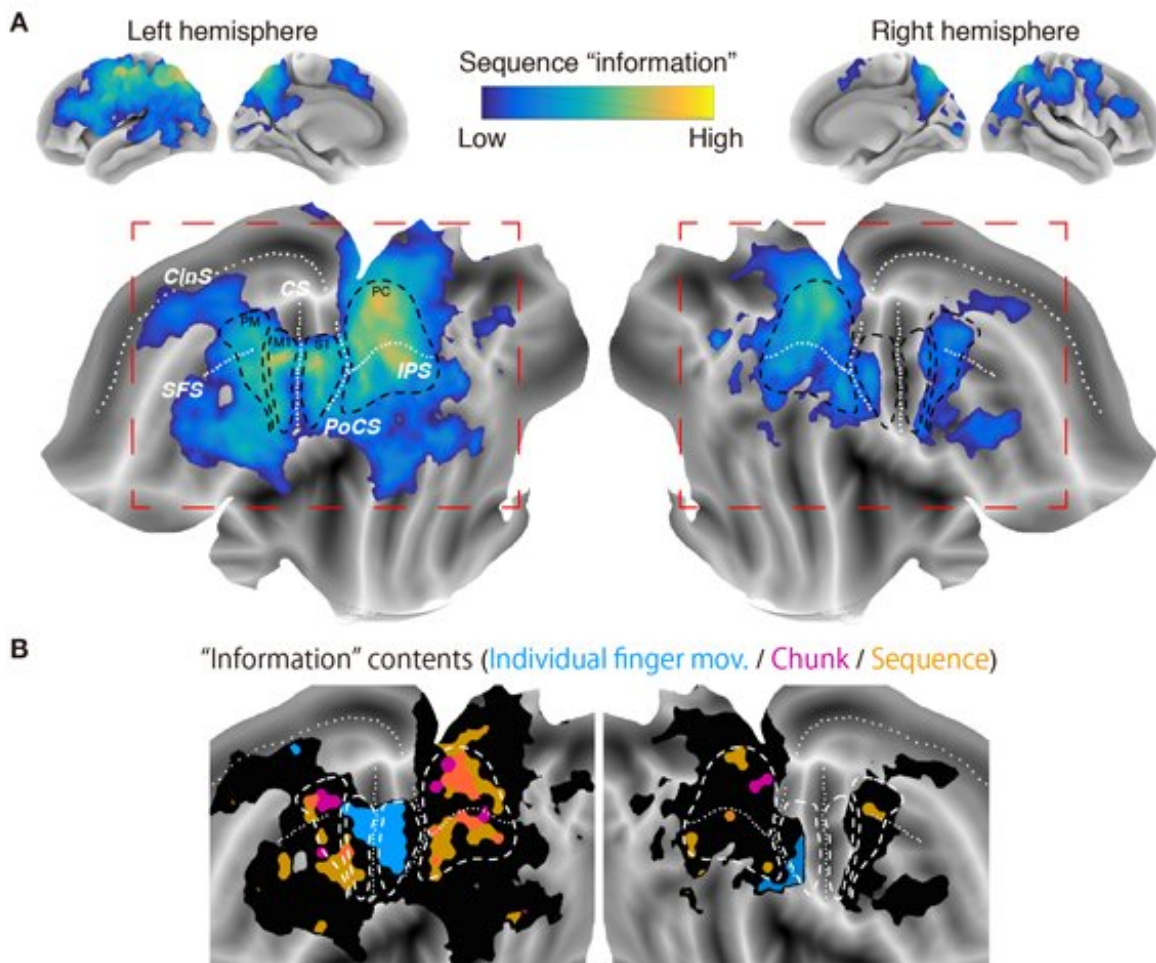 A
Left hemisphere
Right hemisphere
Sequence “information”
Low
High
CinS
CS
PC
PM
M1
S1
IPS
SFS
PoCS
B
“Information” contents (Individual finger mov. / Chunk / Sequence)